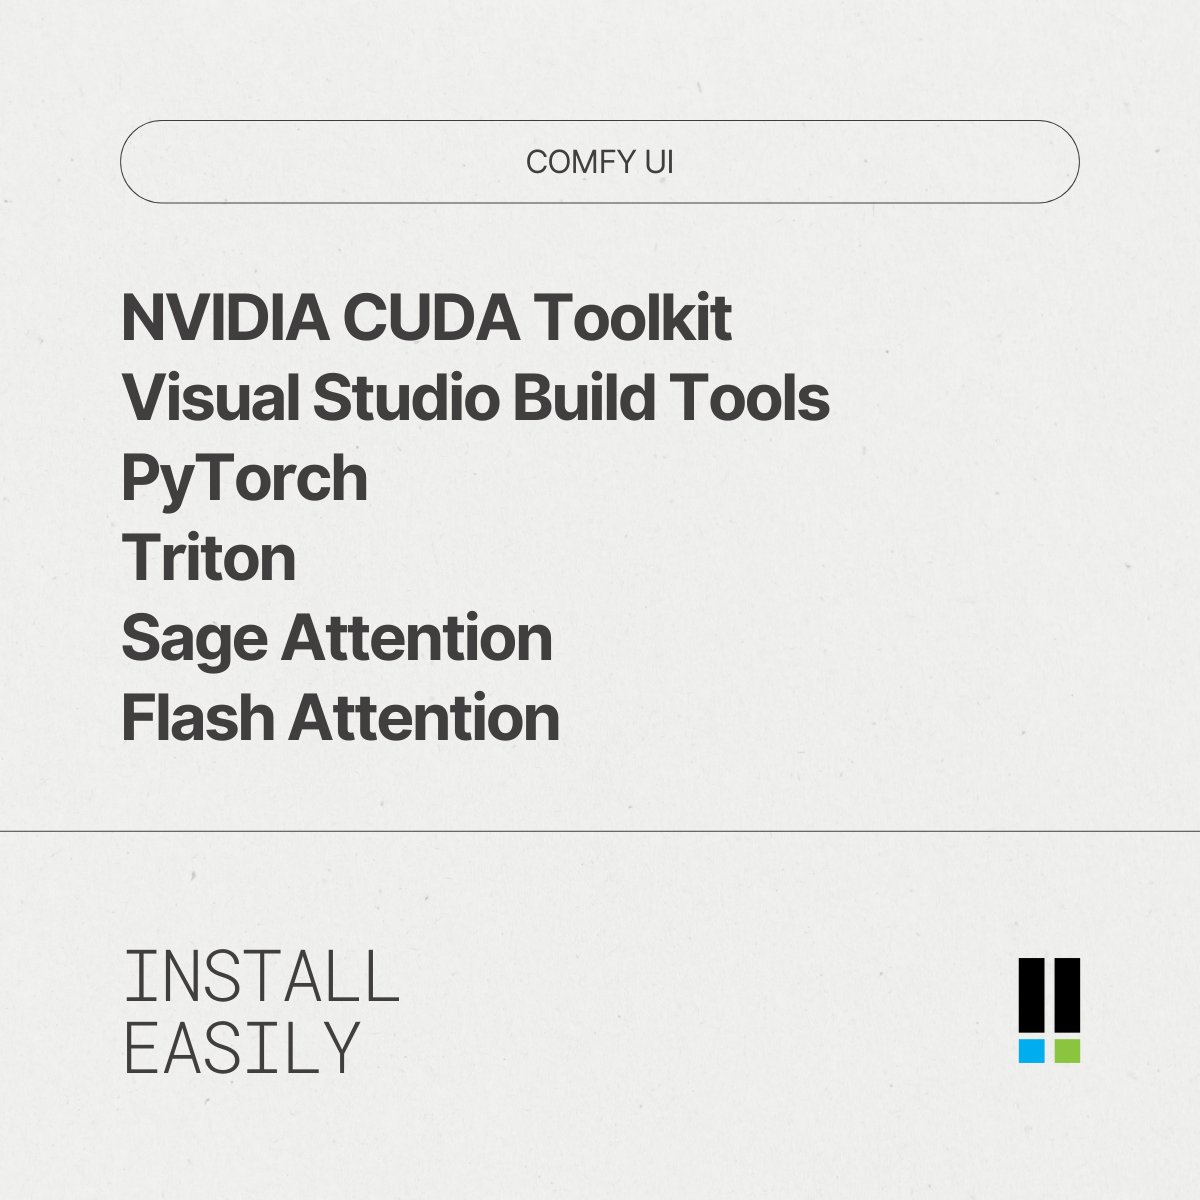 COMFY UI
NVIDIA CUDA Toolkit
Visual Studio Build Tools
PyTorch
Triton
Sage Attention
Flash Attention
INSTALL
EASILY